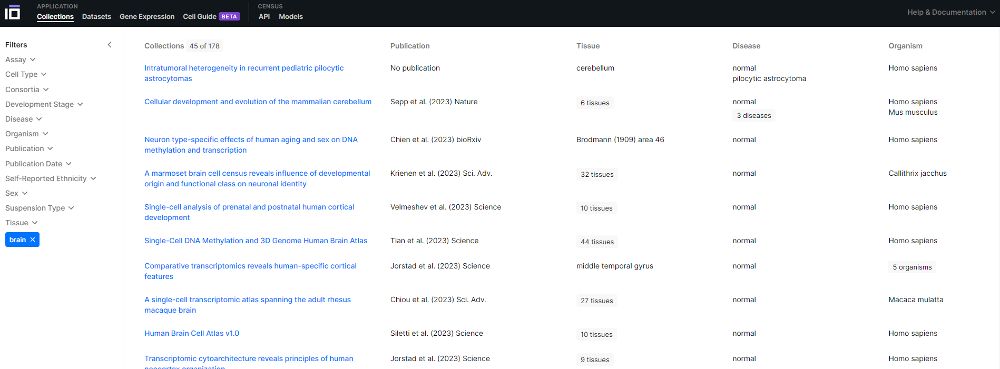 APPLICATION
CENSUS
Collections Datasets Gene Expression Cell Guide BETA API Models
Help & Documentation
Filters
Assay
Cell Type
Consortia
Development Stage
Disease
Organism
Publication
Publication Date
Self-Reported Ethnicity
Sex
Suspension Type
Tissue
brain
Collections 45 of 178 Publication Tissue Disease Organism
Intratumoral heterogeneity in recurrent pediatric pilocytic No publication cerebellum normal Homo sapiens
astrocytomas pilocytic astrocytoma
Cellular development and evolution of the mammalian cerebellum Sepp et al. (2023) Nature 6 tissues normal Homo sapiens
3 diseases Mus musculus
Neuron type-specific effects of human aging and sex on DNA Chien et al. (2023) bioRxiv Brodmann (1909) area 46 normal Homo sapiens
methylation and transcription
A marmoset brain cell census reveals influence of developmental Krienen et al. (2023) Sci. Adv. 32 tissues normal Callithrix jacchus
origin and functional class on neuronal identity
Single-cell analysis of prenatal and postnatal human cortical Velmeshev et al. (2023) Science 10 tissues normal Homo sapiens
development
Single-Cell DNA Methylation and 3D Genome Human Brain Atlas Tian et al. (2023) Science 44 tissues normal Homo sapiens
Comparative transcriptomics reveals human-specific cortical Jorstad et al. (2023) Science middle temporal gyrus normal 5 organisms
features
A single-cell transcriptomic atlas spanning the adult rhesus Chiou et al. (2023) Sci. Adv. 27 tissues normal Macaca mulatta
macaque brain
Human Brain Cell Atlas v1.0 Siletti et al. (2023) Science 10 tissues normal Homo sapiens
Transcriptomic cytoarchitecture reveals principles of human Jorstad et al. (2023) Science 9 tissues normal Homo sapiens
neocortex organization